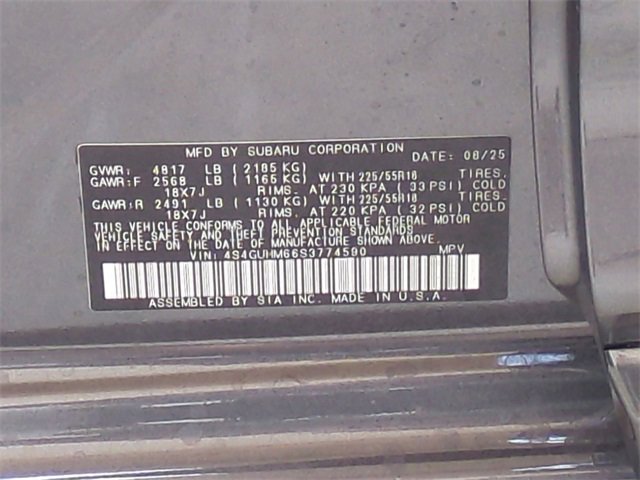 MFD BY SUBARU CORPORATION DATE: 08/25
GVWR: 4817 LB (2185 KG)
GAWR:F 2568 LB (1165 KG) WITH 225/55R18 TIRES.
18X7J RIMS. AT 230 KPA (33 PSI) COLD
GAWR:R 2491 LB (1130 KG) WITH 225/55R18 TIRES.
18X7J RIMS. AT 220 KPA (32 PSI) COLD
THIS VEHICLE CONFORMS TO ALL APPLICABLE FEDERAL MOTOR
VEHICLE SAFETY AND THEFT PREVENTION STANDARDS
IN EFFECT ON THE DATE OF MANUFACTURE SHOWN ABOVE.
VIN: 4S4GUHM66S3774590 MPV
ASSEMBLED BY SIA INC. MADE IN U.S.A.